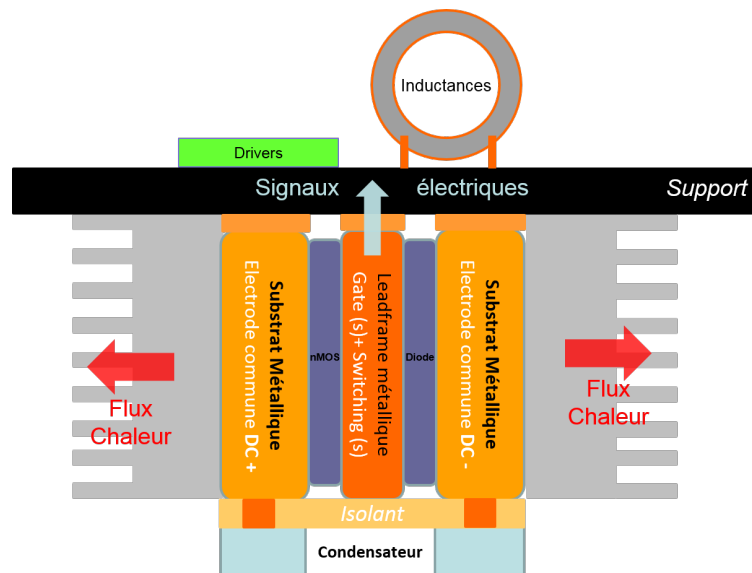 Inductances
Drivers
Signaux électriques
Support
Substrat Métallique
Electrode commune DC +
nMOS
Leadframe métallique
Gate (s)+ Switching (s)
Diode
Substrat Métallique
Electrode commune DC -
Flux
Chaleur
Flux
Chaleur
Isolant
Condensateur